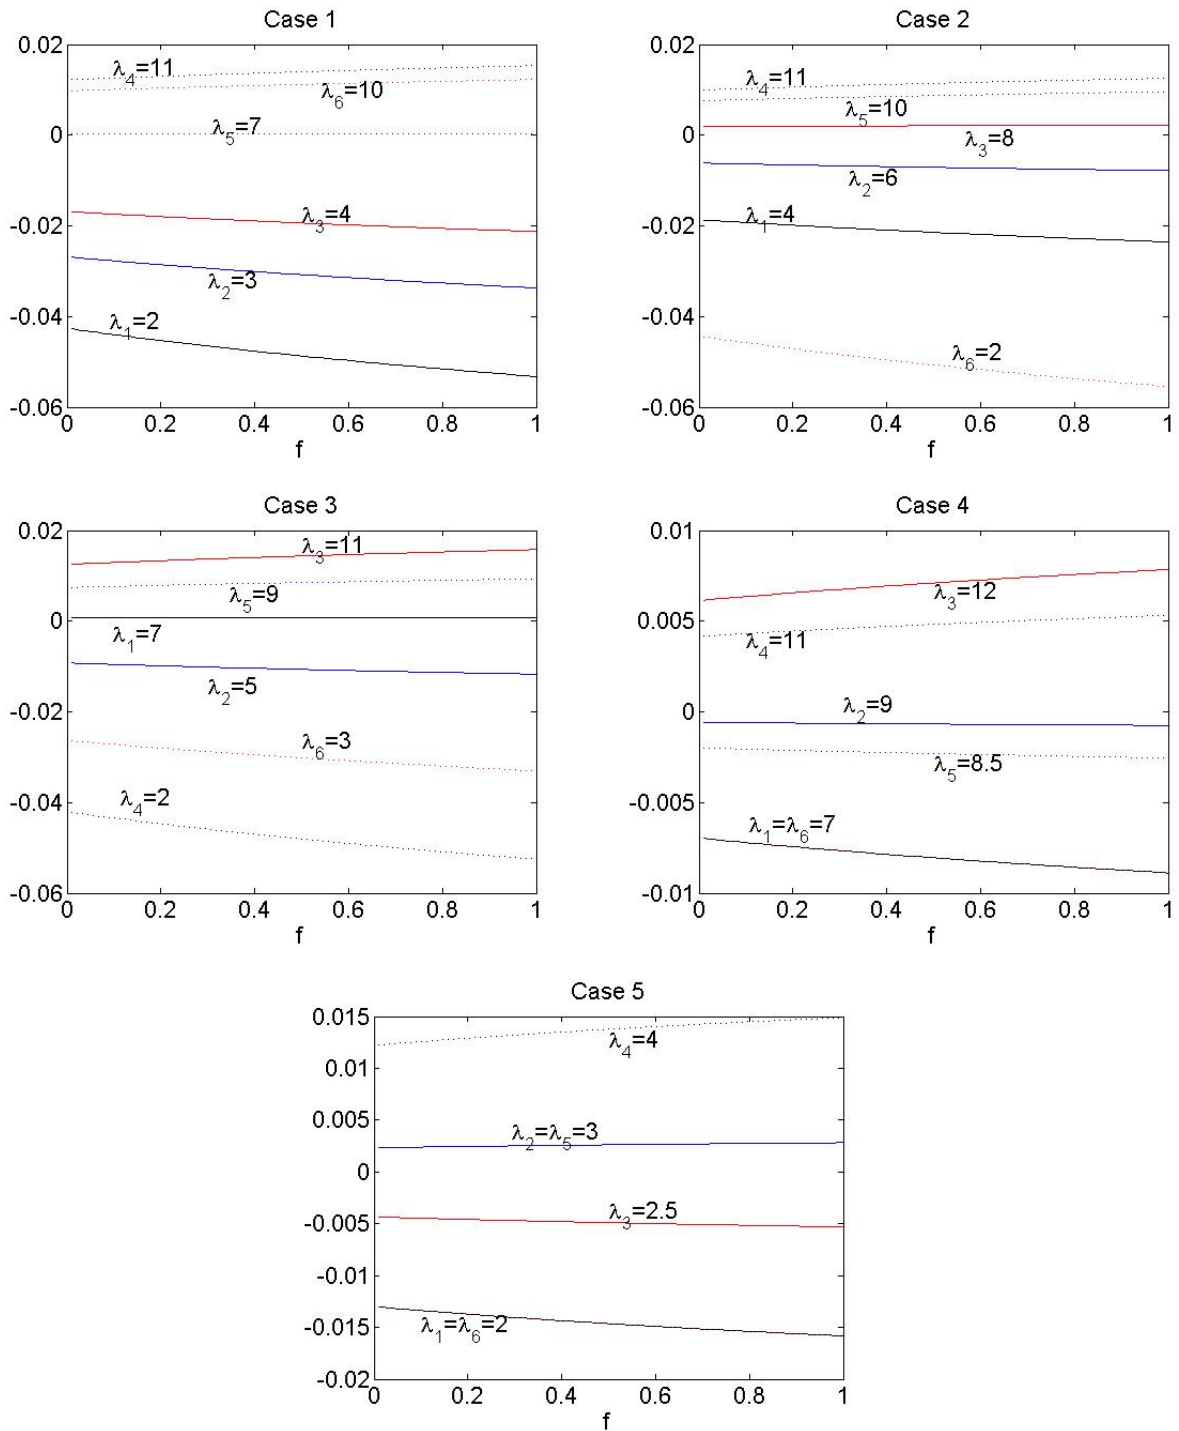 Case 1
0.02
0
-0.02
-0.04
-0.06
λ4=11
λ6=10
λ5=7
λ3=4
λ2=3
λ1=2
0 0.2 0.4 0.6 0.8 1
f
Case 2
0.02
0
-0.02
-0.04
-0.06
λ4=11
λ5=10
λ3=8
λ2=6
λ1=4
λ6=2
0 0.2 0.4 0.6 0.8 1
f
Case 3
0.02
0
-0.02
-0.04
-0.06
λ3=11
λ5=9
λ1=7
λ2=5
λ6=3
λ4=2
0 0.2 0.4 0.6 0.8 1
f
Case 4
0.01
0.005
0
-0.005
-0.01
λ3=12
λ4=11
λ2=9
λ5=8.5
λ1=λ6=7
0 0.2 0.4 0.6 0.8 1
f
Case 5
0.015
0.01
0.005
0
-0.005
-0.01
-0.015
-0.02
λ4=4
λ2=λ5=3
λ3=2.5
λ1=λ6=2
0 0.2 0.4 0.6 0.8 1
f